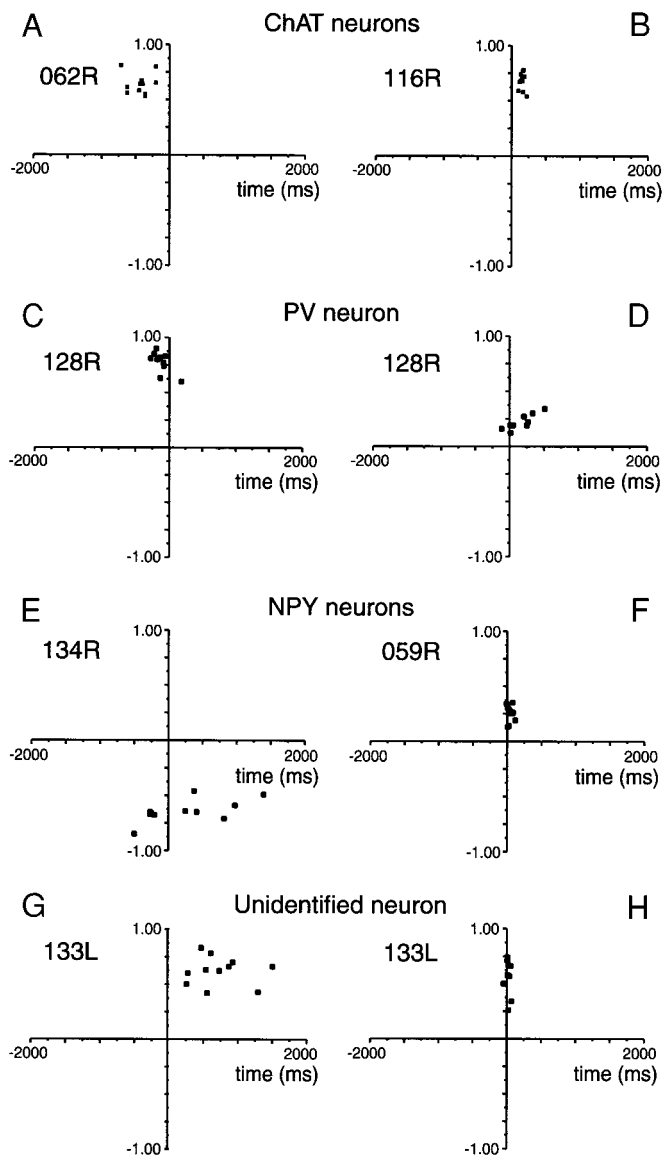 A ChAT neurons B
062R 1.00 116R 1.00
-2000 2000 -2000 2000
time (ms) time (ms)
-1.00 -1.00
C PV neuron D
128R 1.00 128R 1.00
-2000 2000 -2000 2000
time (ms) time (ms)
-1.00 -1.00
E NPY neurons F
134R 1.00 059R 1.00
-2000 2000 -2000 2000
time (ms) time (ms)
-1.00 -1.00
G Unidentified neuron H
133L 1.00 133L 1.00
-2000 2000 -2000 2000
time (ms) time (ms)
-1.00 -1.00